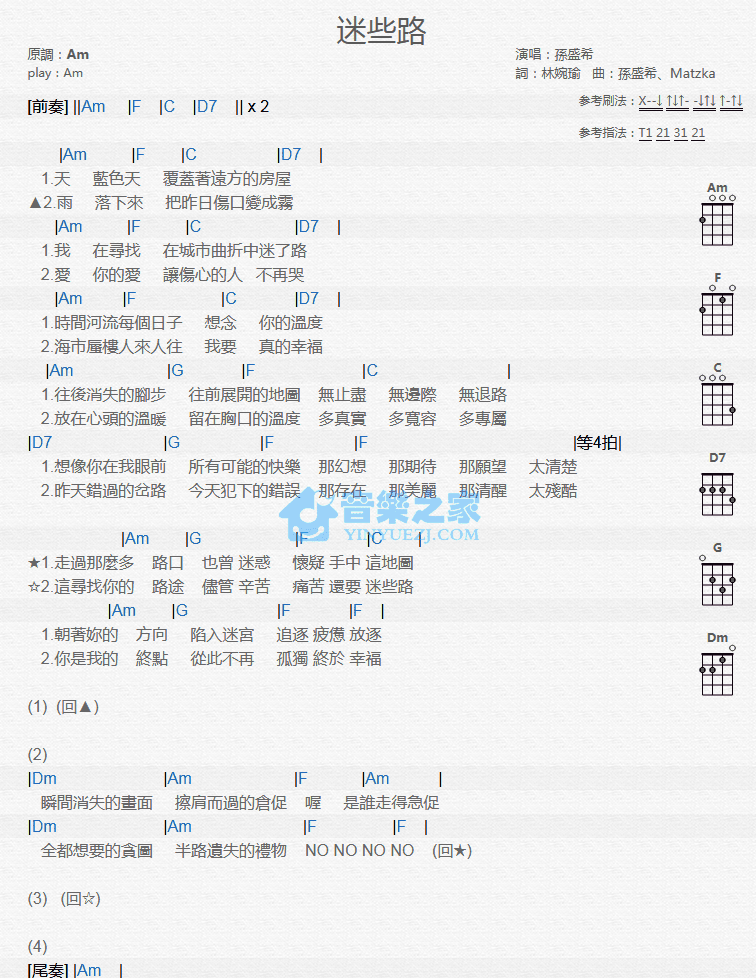 迷些路
原調：Am
play：Am
演唱：孫盛希
詞：林婉瑜 曲：孫盛希、Matzka
[前奏] ||Am |F |C |D7 || x 2
参考刷法：X--↓ ↑↓↑- -↓↑↓ ↑-↑↓
参考指法：T1 21 31 21
|Am |F |C |D7 |
1.天 藍色天 覆蓋著遠方的房屋
▲2.雨 落下來 把昨日傷口變成霧
|Am |F |C |D7 |
1.我 在尋找 在城市曲折中迷了路
2.愛 你的愛 讓傷心的人 不再哭
|Am |F |C |D7 |
1.時間河流每個日子 想念 你的溫度
2.海市蜃樓人來人往 我要 真的幸福
|Am |G |F |C |
1.往後消失的腳步 往前展開的地圖 無止盡 無邊際 無退路
2.放在心頭的溫暖 留在胸口的溫度 多真實 多寬容 多專屬
|D7 |G |F |F |等4拍|
1.想像你在我眼前 所有可能的快樂 那幻想 那期待 那願望 太清楚
2.昨天錯過的岔路 今天犯下的錯誤 那存在 那美麗 那清醒 太殘酷
音樂之家
YINYUEZJ.COM
|Am |G |F |C |
★1.走過那麼多 路口 也曾 迷惑 懷疑 手中 這地圖
☆2.這尋找你的 路途 儘管 辛苦 痛苦 還要 迷些路
|Am |G |F |F |
1.朝著妳的 方向 陷入迷宮 追逐 疲憊 放逐
2.你是我的 終點 從此不再 孤獨 終於 幸福
(1) (回▲)
(2)
|Dm |Am |F |Am |
瞬間消失的畫面 擦肩而過的倉促 喔 是誰走得急促
|Dm |Am |F |F |
全都想要的貪圖 半路遺失的禮物 NO NO NO NO (回★)
(3) (回☆)
(4)
[尾奏] |Am |
Am
F
C
D7
G
Dm